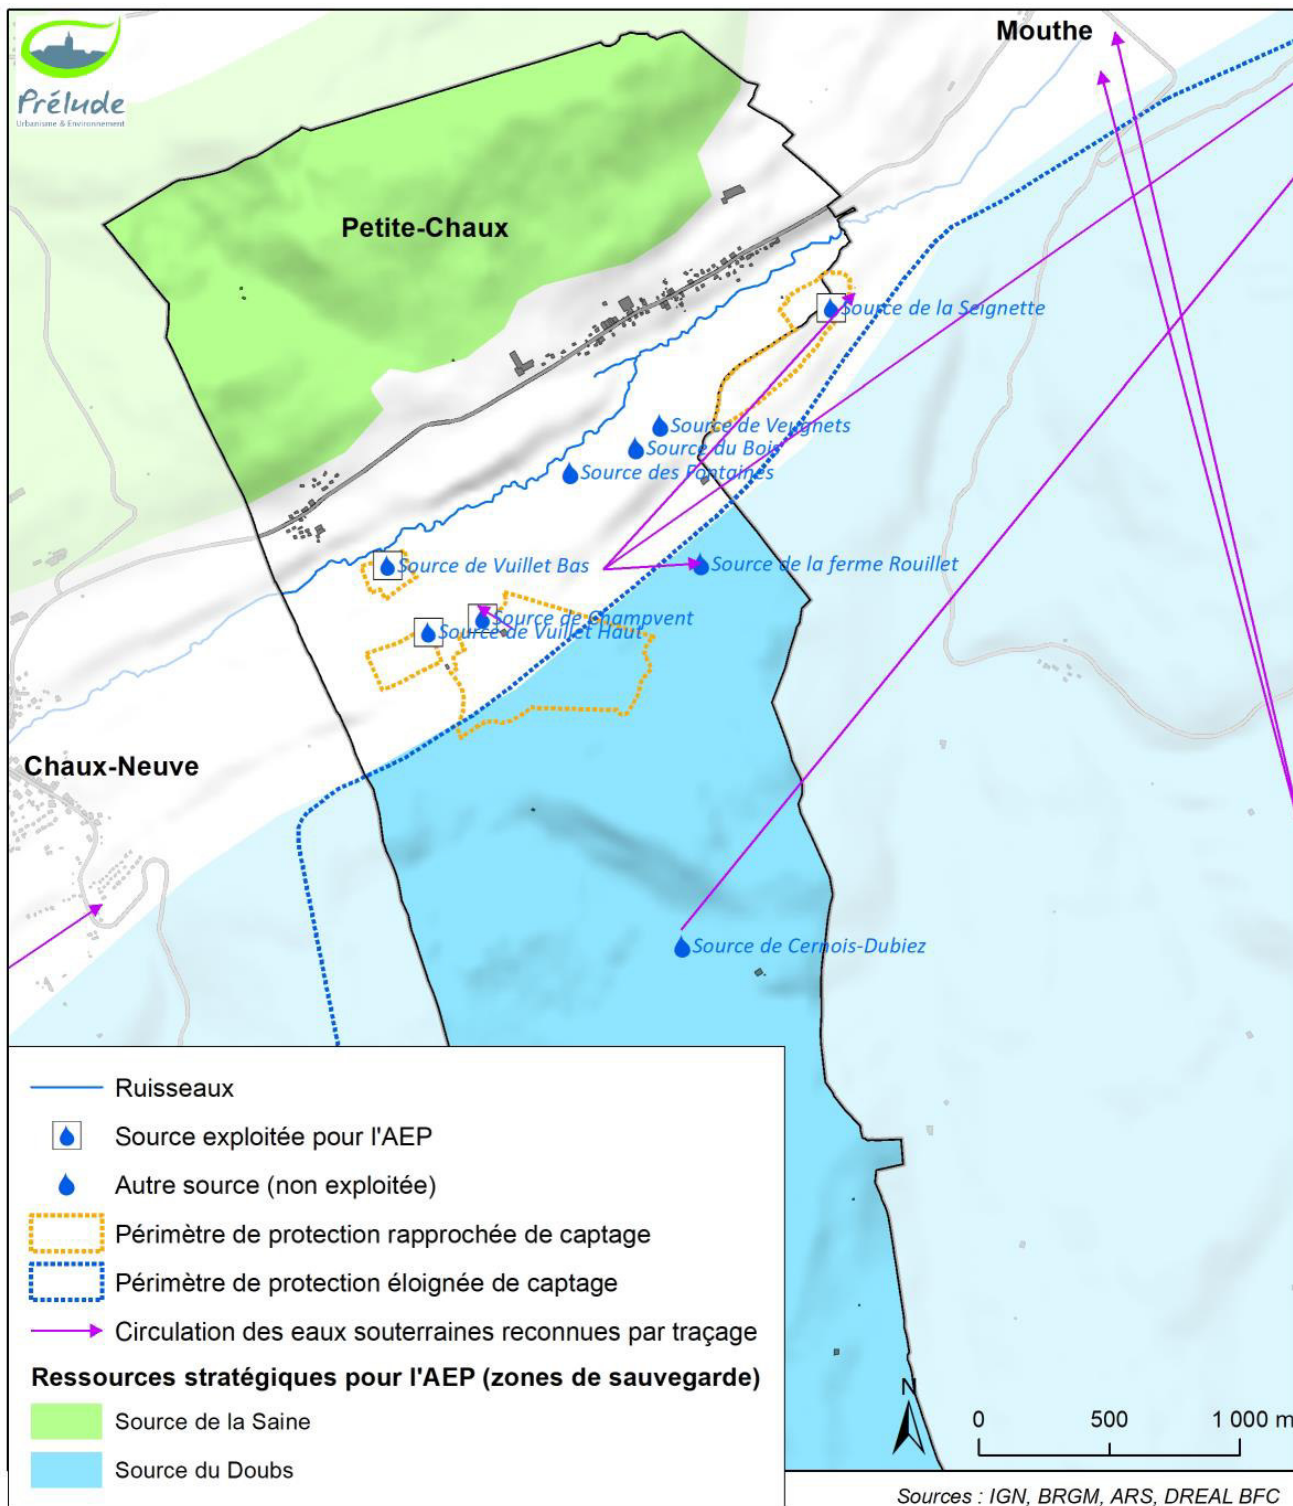 Prélude
Urbanisme & Environnement
Mouthe
Petite-Chaux
Source de la Seignette
Source de Veugnets
Source du Bois
Source des Fontaines
Source de Vuillet Bas
Source de la ferme Rouillet
Source de Champvent
Source de Vuillet Haut
Chaux-Neuve
Source de Cernois-Dubiez
Ruisseaux
Source exploitée pour l'AEP
Autre source (non exploitée)
Périmètre de protection rapprochée de captage
Périmètre de protection éloignée de captage
Circulation des eaux souterraines reconnues par traçage
Ressources stratégiques pour l'AEP (zones de sauvegarde)
Source de la Saine
Source du Doubs
N
0 500 1 000 m
Sources : IGN, BRGM, ARS, DREAL BFC